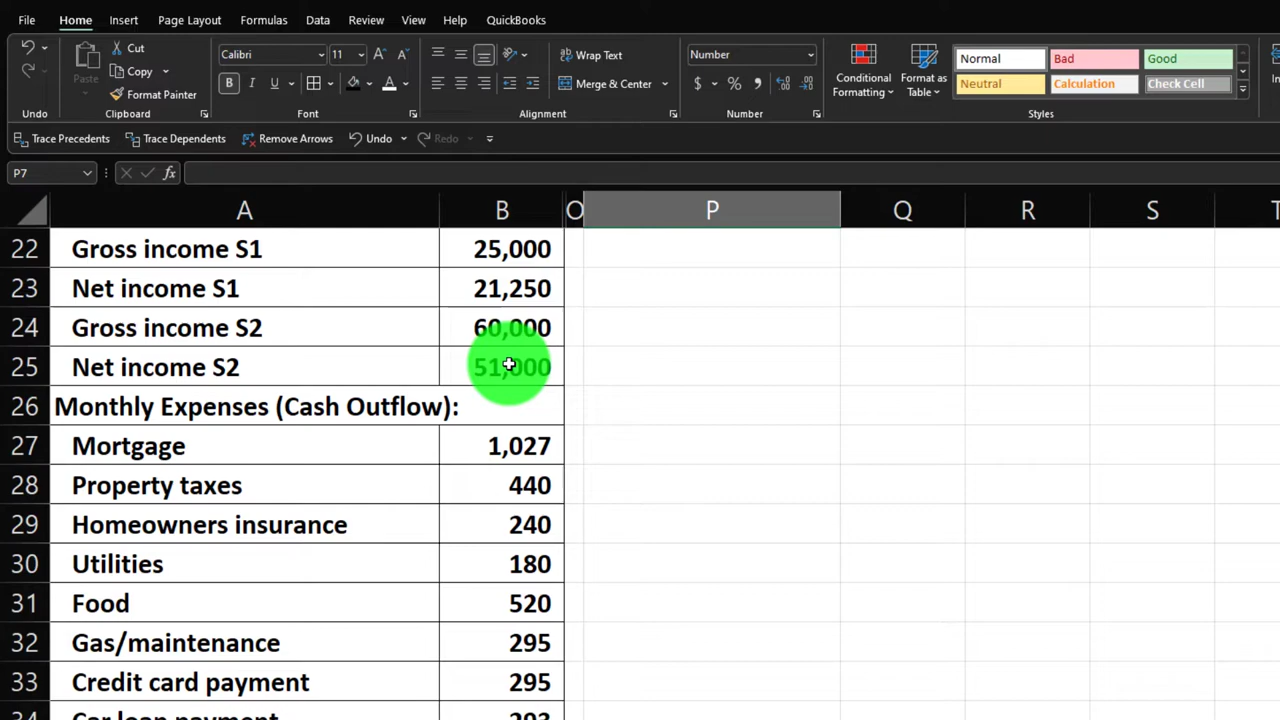 File Home Insert Page Layout Formulas Data Review View Help QuickBooks
Cut
Copy
Format Painter
Paste
Undo
Clipboard
Calibri 11
B I U
Font
Wrap Text
Merge & Center
Alignment
Number
$ % ,
Number
Conditional Formatting
Format as Table
Normal Bad Good
Neutral Calculation Check Cell
Styles
Trace Precedents Trace Dependents Remove Arrows Undo Redo
P7 fx
A B O P Q R S T
22 Gross income S1 25,000
23 Net income S1 21,250
24 Gross income S2 60,000
25 Net income S2 51,000
26 Monthly Expenses (Cash Outflow):
27 Mortgage 1,027
28 Property taxes 440
29 Homeowners insurance 240
30 Utilities 180
31 Food 520
32 Gas/maintenance 295
33 Credit card payment 295
34 Car loan payment 293